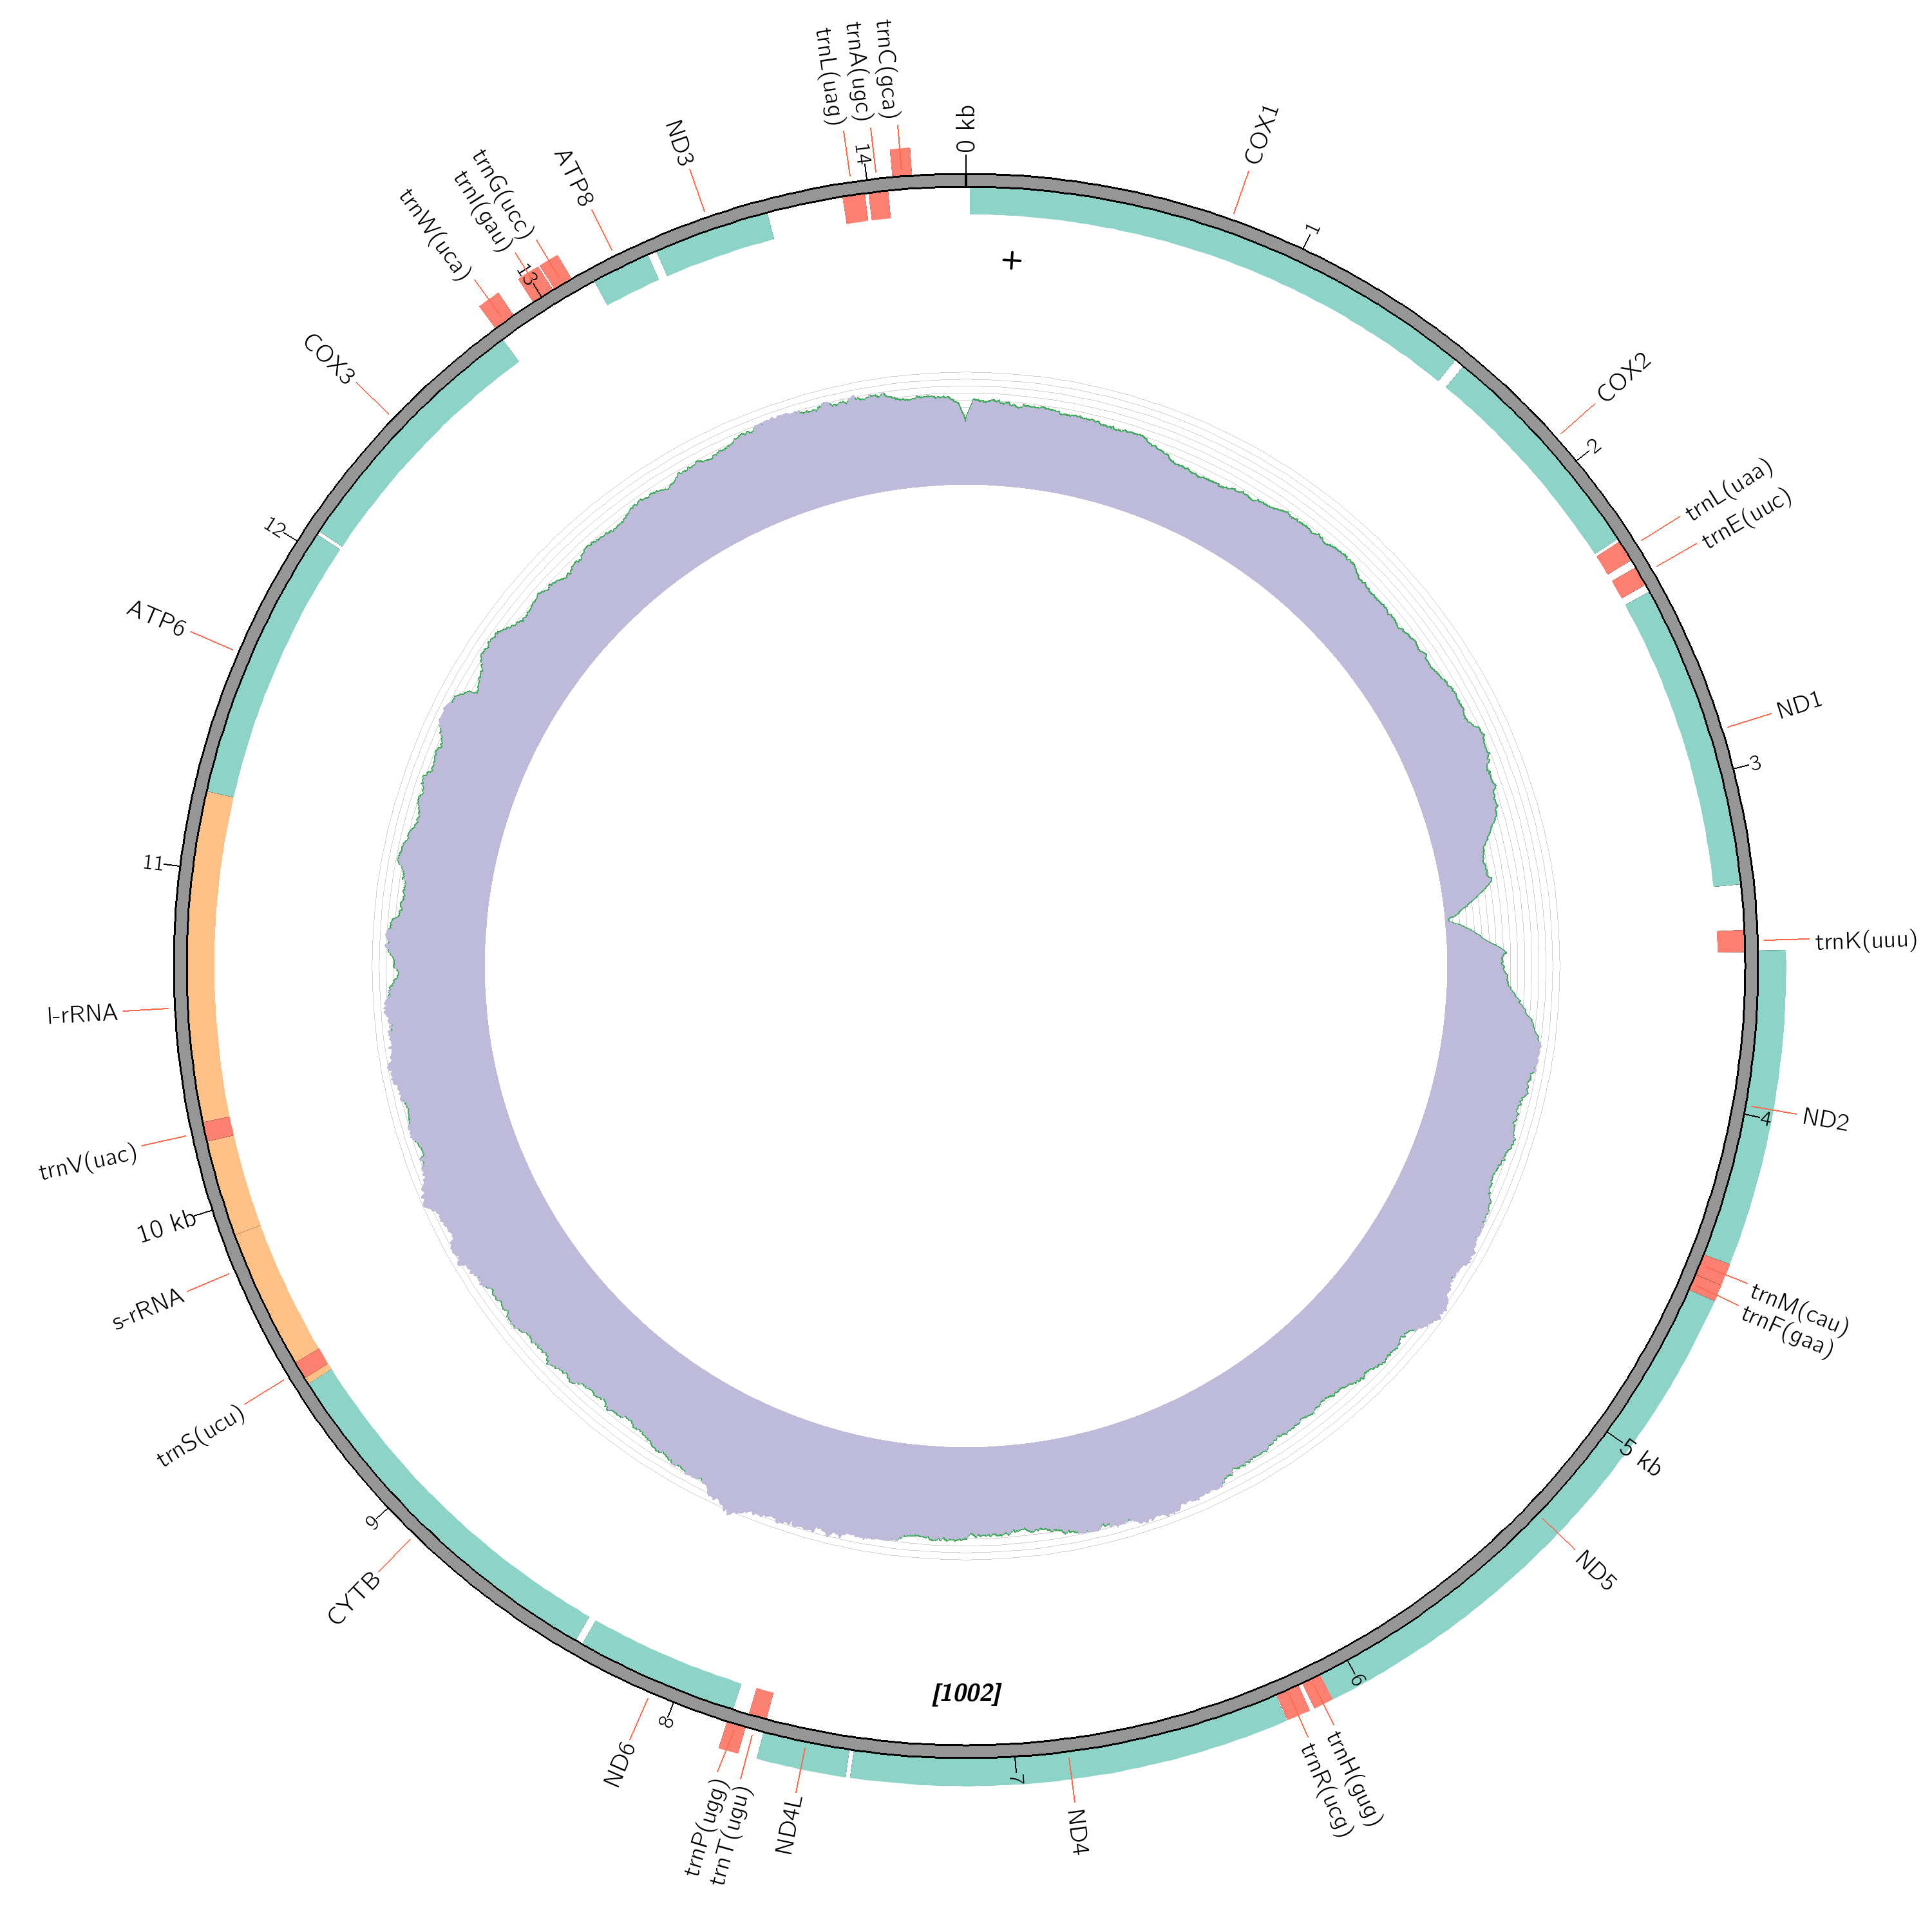 0 kb
COX1
1
COX2
2
trnL(uaa)
trnE(uuc)
ND1
3
trnK(uuu)
ND2
4
trnM(cau)
trnF(gaa)
5 kb
ND5
6
trnH(gug)
trnR(ucg)
ND4
7
ND4L
trnT(ugu)
trnP(ugg)
8
ND6
CYTB
9
trnS(ucu)
s-rRNA
10 kb
trnV(uac)
l-rRNA
11
ATP6
12
COX3
trnW(uca)
13
trnI(gau)
trnG(ucc)
ATP8
ND3
trnL(uag)
14
trnA(ugc)
trnC(gca)
+
[1002]